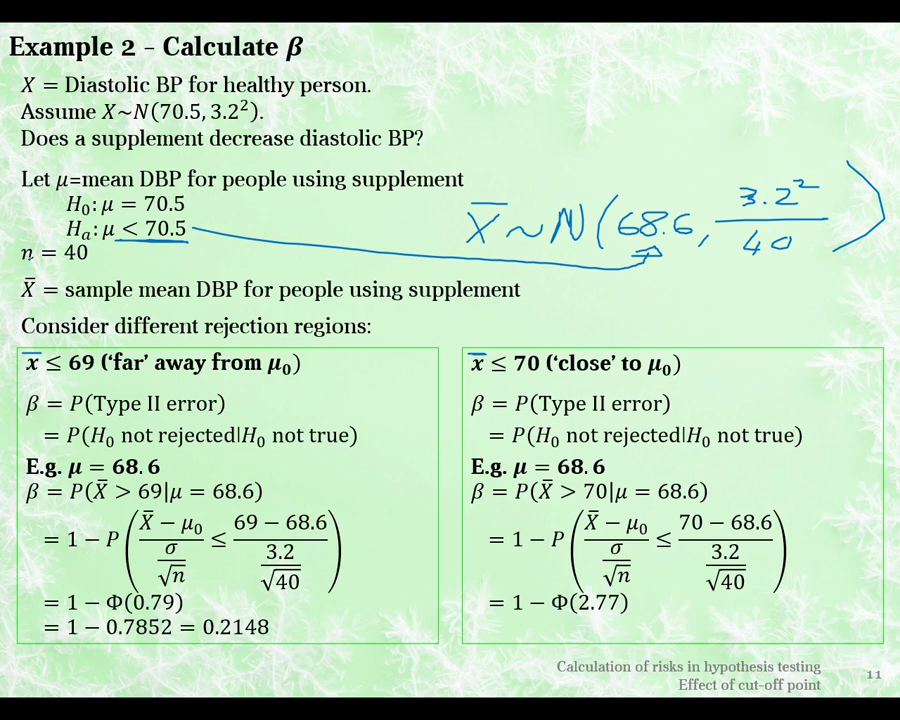 Example 2 – Calculate β
X = Diastolic BP for healthy person.
Assume X~N(70.5, 3.2²).
Does a supplement decrease diastolic BP?
Let μ=mean DBP for people using supplement
H₀: μ = 70.5
Hₐ: μ < 70.5
n = 40
X̄ ~ N(68.6, 3.2²/40)
X̄ = sample mean DBP for people using supplement
Consider different rejection regions:
x̄ ≤ 69 ('far' away from μ₀)
β = P(Type II error)
= P(H₀ not rejected|H₀ not true)
E.g. μ = 68.6
β = P(X̄ > 69|μ = 68.6)
= 1 − P((X̄ − μ₀)/(σ/√n) ≤ (69 − 68.6)/(3.2/√40))
= 1 − Φ(0.79)
= 1 − 0.7852 = 0.2148
x̄ ≤ 70 ('close' to μ₀)
β = P(Type II error)
= P(H₀ not rejected|H₀ not true)
E.g. μ = 68.6
β = P(X̄ > 70|μ = 68.6)
= 1 − P((X̄ − μ₀)/(σ/√n) ≤ (70 − 68.6)/(3.2/√40))
= 1 − Φ(2.77)
Calculation of risks in hypothesis testing
Effect of cut-off point
11